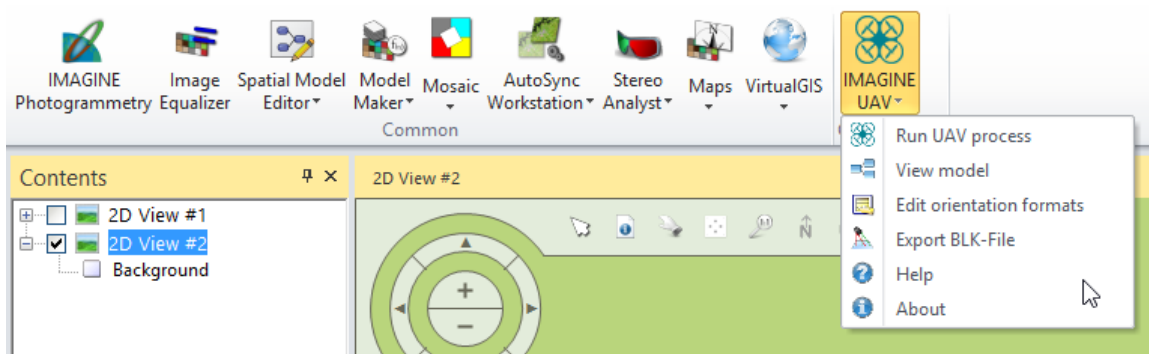 IMAGINE Photogrammetry
Image Equalizer
Spatial Model Editor
Model Maker
Mosaic
AutoSync Workstation
Stereo Analyst
Maps
VirtualGIS
IMAGINE UAV
Common
Run UAV process
View model
Edit orientation formats
Export BLK-File
Help
About
Contents
2D View #1
2D View #2
Background
2D View #2
N